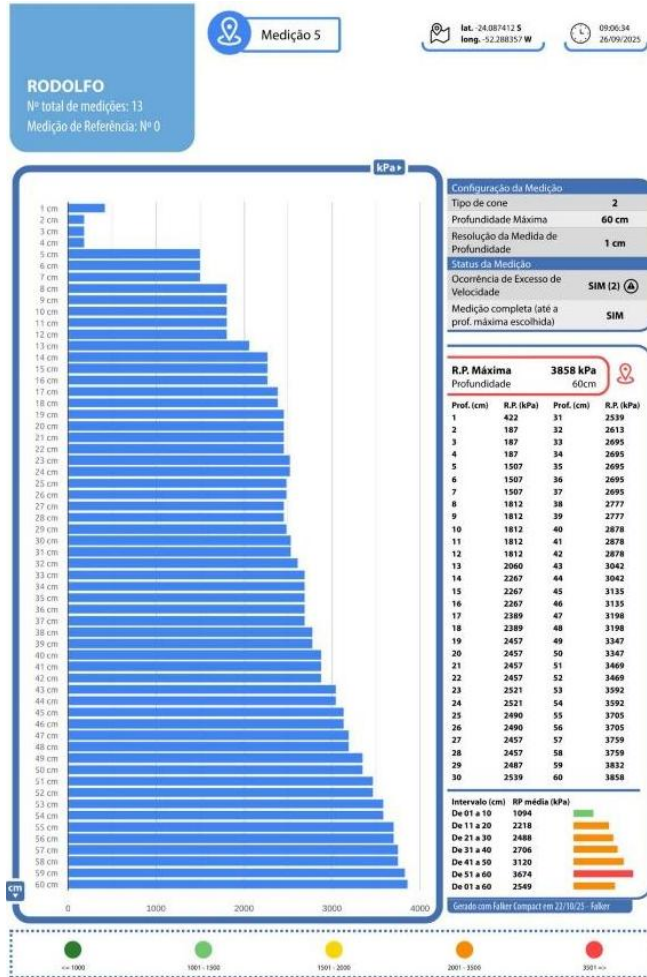 Medição 5
lat. -24.087412 S
long. -52.288357 W
09:06:34
26/09/2025
RODOLFO
Nº total de medições: 13
Medição de Referência: Nº 0
kPa
1 cm
2 cm
3 cm
4 cm
5 cm
6 cm
7 cm
8 cm
9 cm
10 cm
11 cm
12 cm
13 cm
14 cm
15 cm
16 cm
17 cm
18 cm
19 cm
20 cm
21 cm
22 cm
23 cm
24 cm
25 cm
26 cm
27 cm
28 cm
29 cm
30 cm
31 cm
32 cm
33 cm
34 cm
35 cm
36 cm
37 cm
38 cm
39 cm
40 cm
41 cm
42 cm
43 cm
44 cm
45 cm
46 cm
47 cm
48 cm
49 cm
50 cm
51 cm
52 cm
53 cm
54 cm
55 cm
56 cm
57 cm
58 cm
59 cm
60 cm
cm
0 1000 2000 3000 4000
Configuração da Medição
Tipo de cone 2
Profundidade Máxima 60 cm
Resolução da Medida de
Profundidade 1 cm
Status da Medição
Ocorrência de Excesso de
Velocidade SIM (2)
Medição completa (até a
prof. máxima escolhida) SIM
R.P. Máxima 3858 kPa
Profundidade 60cm
Prof. (cm) R.P. (kPa) Prof. (cm) R.P. (kPa)
1 422 31 2539
2 187 32 2613
3 187 33 2695
4 187 34 2695
5 1507 35 2695
6 1507 36 2695
7 1507 37 2695
8 1812 38 2777
9 1812 39 2777
10 1812 40 2878
11 1812 41 2878
12 1812 42 2878
13 2060 43 3042
14 2267 44 3042
15 2267 45 3135
16 2267 46 3135
17 2389 47 3198
18 2389 48 3198
19 2457 49 3347
20 2457 50 3347
21 2457 51 3469
22 2457 52 3469
23 2521 53 3592
24 2521 54 3592
25 2490 55 3705
26 2490 56 3705
27 2457 57 3759
28 2457 58 3759
29 2487 59 3832
30 2539 60 3858
Intervalo (cm) RP média (kPa)
De 01 a 10 1094
De 11 a 20 2218
De 21 a 30 2488
De 31 a 40 2706
De 41 a 50 3120
De 51 a 60 3674
De 01 a 60 2549
Gerado com Falker Compact em 22/10/25 - Falker
<= 1000 1001 - 1500 1501 - 2000 2001 - 3500 3501 =>